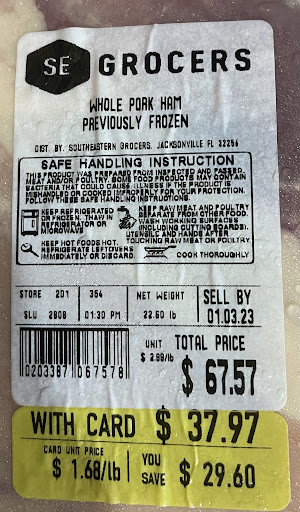 SE GROCERS
WHOLE PORK HAM
PREVIOUSLY FROZEN
DIST. BY. SOUTHEASTERN GROCERS, JACKSONVILLE FL 32256
SAFE HANDLING INSTRUCTION
THIS PRODUCT WAS PREPARED FROM INSPECTED AND PASSED
MEAT AND/OR POULTRY. SOME FOOD PRODUCTS MAY CONTAIN
BACTERIA THAT COULD CAUSE ILLNESS IF THE PRODUCT IS
MISHANDLED OR COOKED IMPROPERLY FOR YOUR PROTECTION,
FOLLOW THESE SAFE HANDLING INSTRUCTIONS.
KEEP REFRIGERATED
OR FROZEN. THAW IN
REFRIGERATOR OR
MICROWAVE
KEEP RAW MEAT AND POULTRY
SEPARATE FROM OTHER FOOD.
WASH WORKING SURFACES
(INCLUDING CUTTING BOARDS),
UTENSILS AND HANDS AFTER
TOUCHING RAW MEAT OR POULTRY.
KEEP HOT FOODS HOT.
REFRIGERATE LEFTOVERS
IMMEDIATELY OR DISCARD.
COOK THOROUGHLY
STORE 201 354 NET WEIGHT SELL BY
SLU 2808 01:30 PM 22.60 lb 01.03.23
UNIT TOTAL PRICE
$ 2.99/lb
$ 67.57
0203387 067578
WITH CARD $ 37.97
CARD UNIT PRICE
$ 1.68/lb YOU SAVE $ 29.60